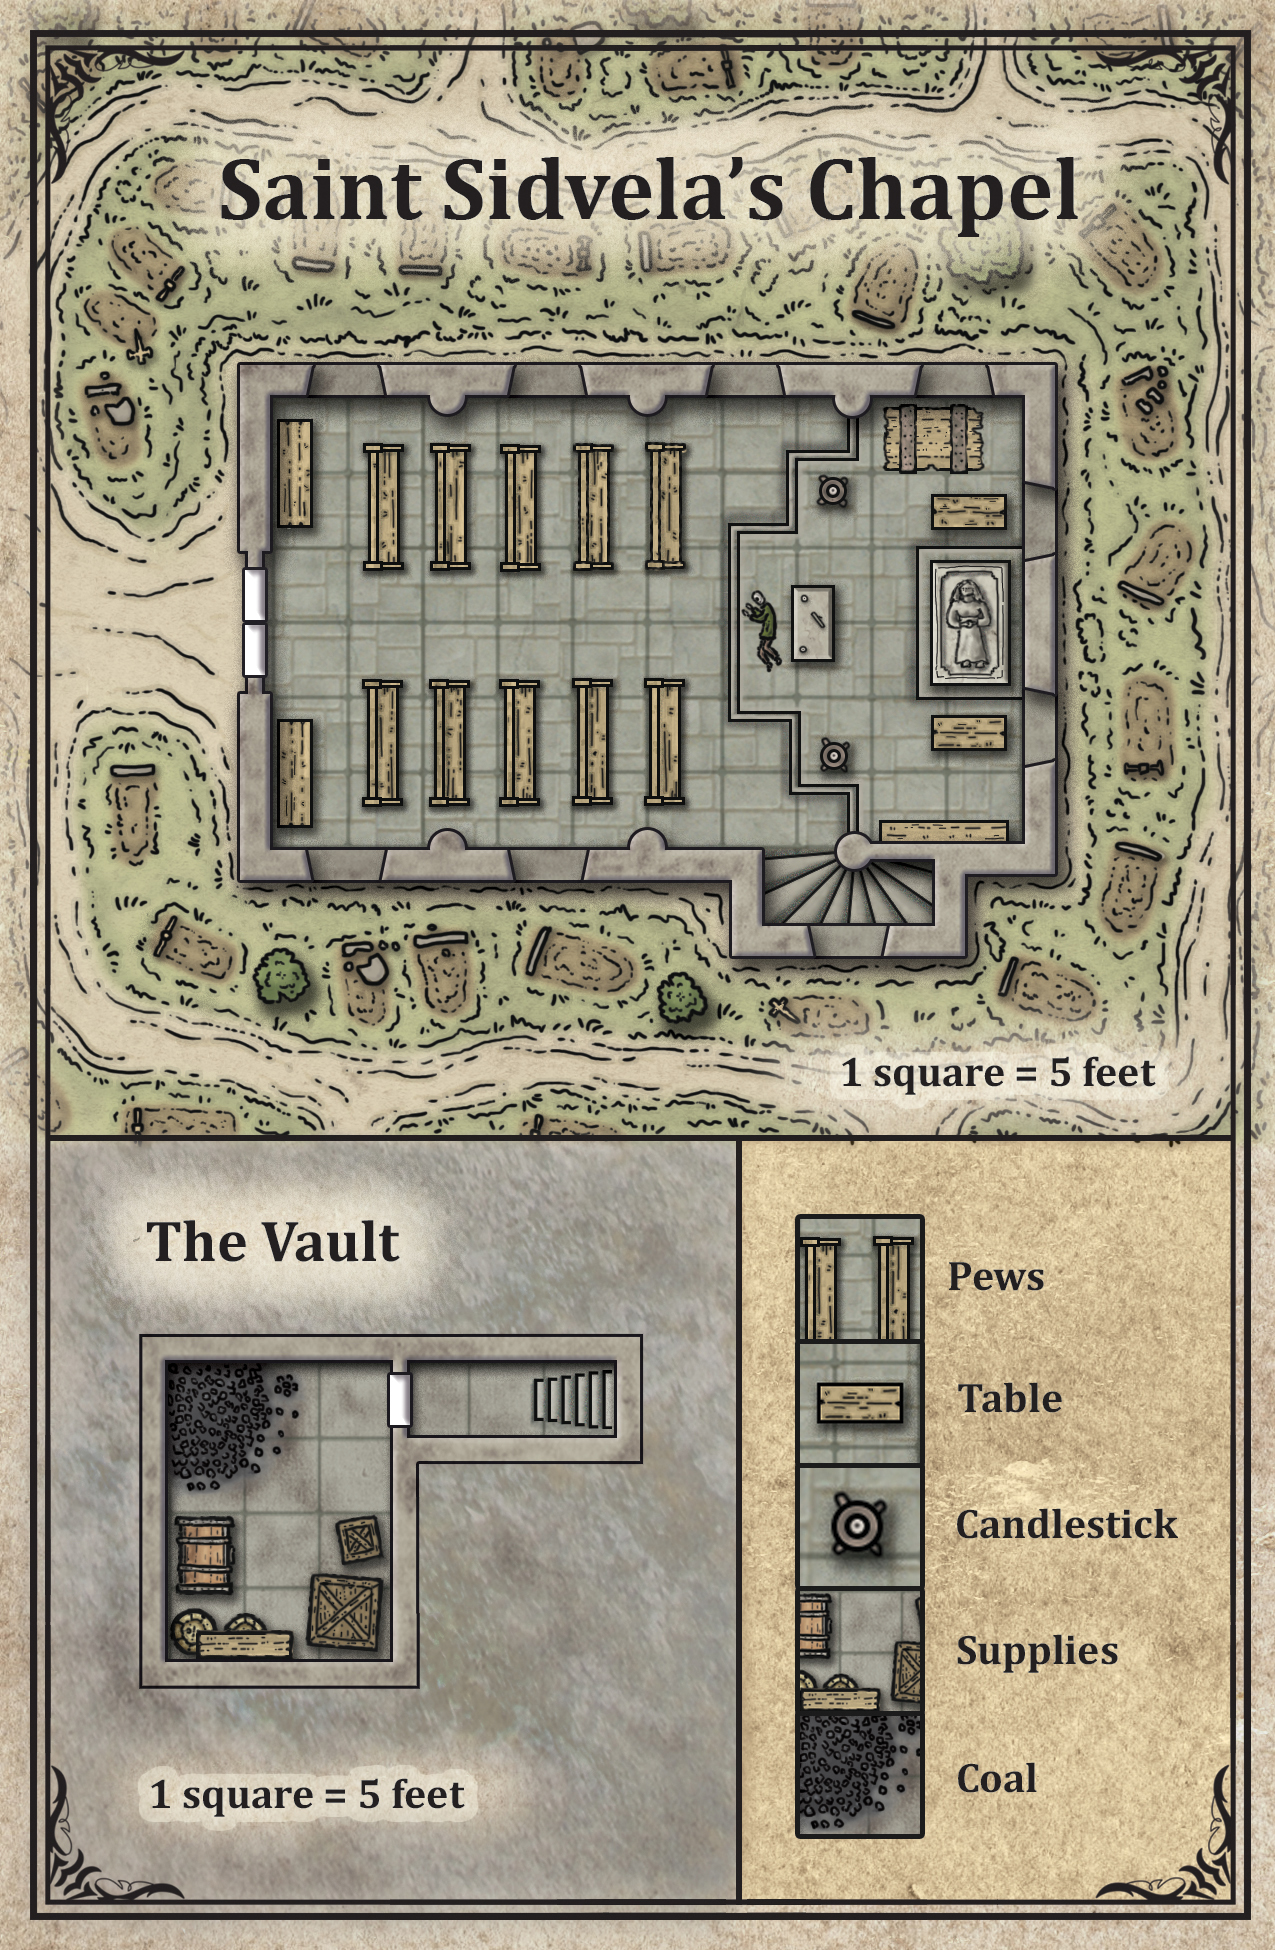 Saint Sidvela’s Chapel
1 square = 5 feet
The Vault
1 square = 5 feet
Pews
Table
Candlestick
Supplies
Coal